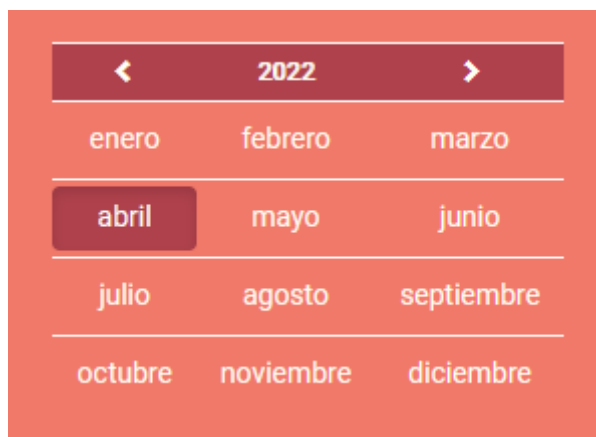 2022
enero febrero marzo
abril mayo junio
julio agosto septiembre
octubre noviembre diciembre